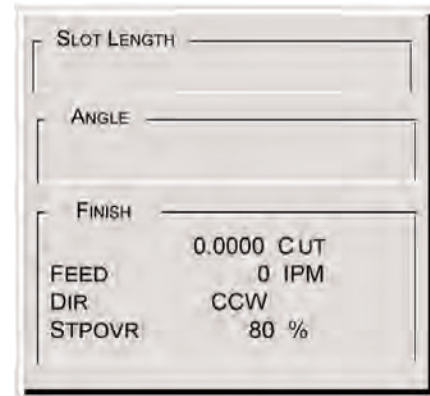 SLOT LENGTH
ANGLE
FINISH
0.0000 CUT
FEED 0 IPM
DIR CCW
STPOVR 80 %